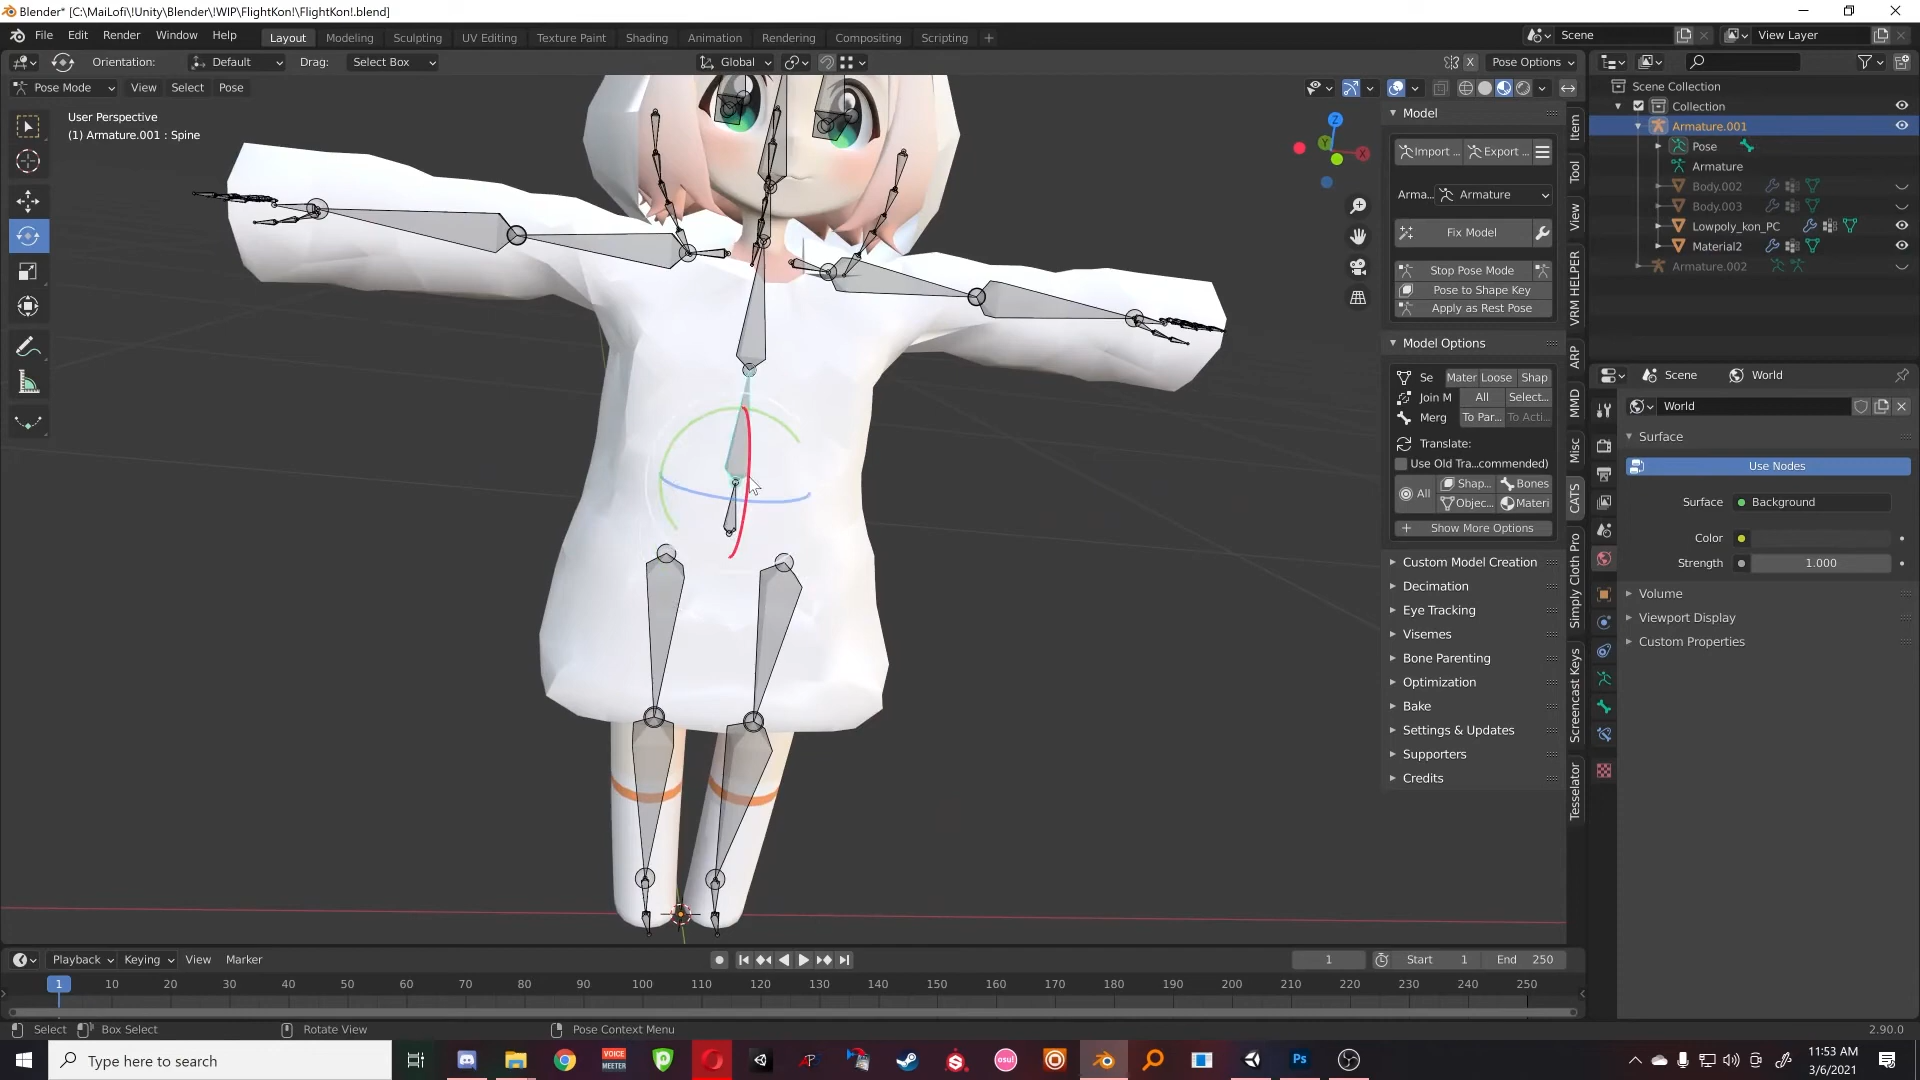 Blender* [C:\MaiLofi\!Unity\Blender\!WIP\FlightKon!\FlightKon!.blend]
File Edit Render Window Help Layout Modeling Sculpting UV Editing Texture Paint Shading Animation Rendering Compositing Scripting + Scene View Layer
Orientation: Default Drag: Select Box Global X Pose Options
Pose Mode View Select Pose
User Perspective
(1) Armature.001 : Spine
Z
Y
X
Model
Import ... Export ...
Arma... Armature
Fix Model
Stop Pose Mode
Pose to Shape Key
Apply as Rest Pose
Model Options
Se Mater Loose Shap
Join M All Select...
Merg To Par... To Acti...
Translate:
Use Old Tra...commended)
All Shap... Bones
Objec... Materi
Show More Options
Custom Model Creation
Decimation
Eye Tracking
Visemes
Bone Parenting
Optimization
Bake
Settings & Updates
Supporters
Credits
Item
Tool
View
VRM HELPER
ARP
MMD
Misc
CATS
Simply Cloth Pro
Screencast Keys
Tesselator
Scene Collection
Collection
Armature.001
Pose
Armature
Body.002
Body.003
Lowpoly_kon_PC
Material2
Armature.002
Scene World
World
Surface
Use Nodes
Surface Background
Color
Strength 1.000
Volume
Viewport Display
Custom Properties
Playback Keying View Marker 1 Start 1 End 250
1 10 20 30 40 50 60 70 80 90 100 110 120 130 140 150 160 170 180 190 200 210 220 230 240 250
Select Box Select Rotate View Pose Context Menu 2.90.0
Type here to search VOICE MEETER osu! Ps 11:53 AM
3/6/2021